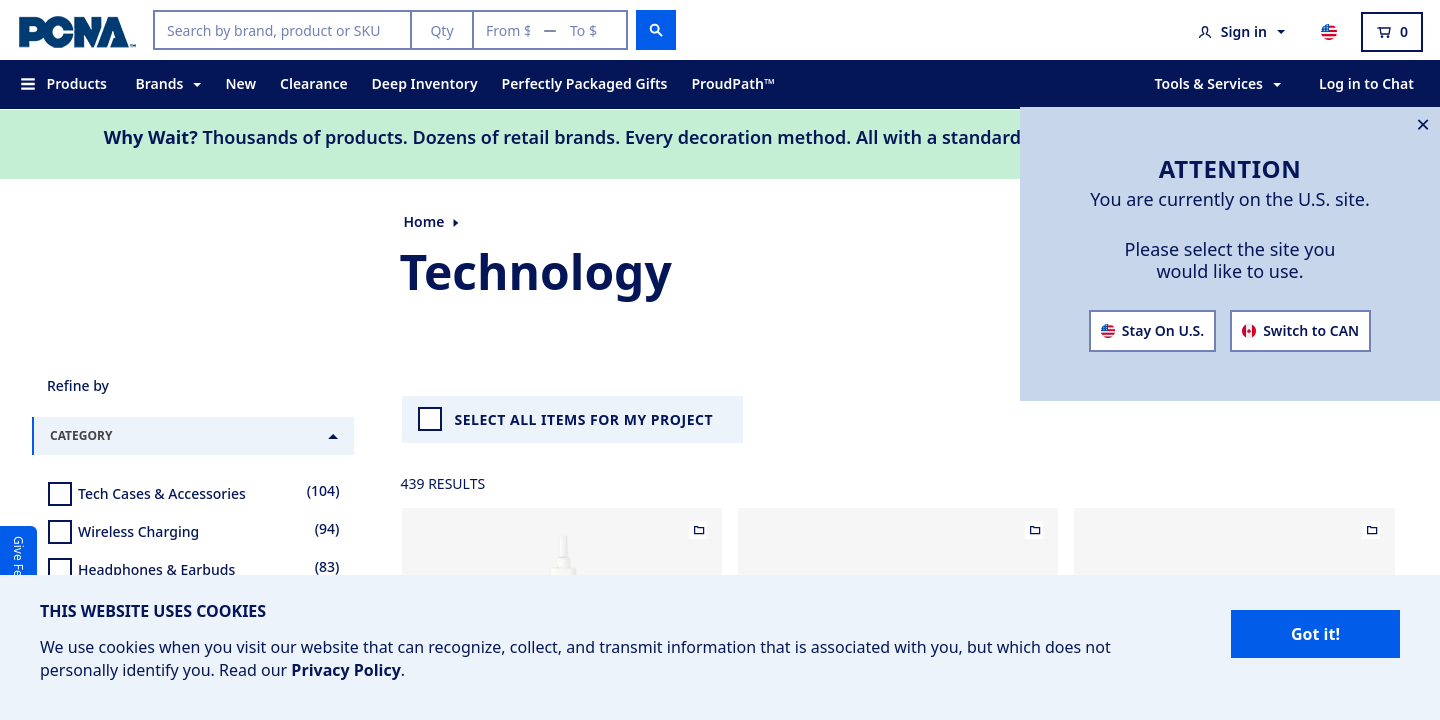 PCNA™
Search by brand, product or SKU
Qty
From $ — To $
Sign in
0
Products
Brands
New
Clearance
Deep Inventory
Perfectly Packaged Gifts
ProudPath™
Tools & Services
Log in to Chat
Why Wait? Thousands of products. Dozens of retail brands. Every decoration method. All with a standard
ATTENTION
You are currently on the U.S. site.
Please select the site you
would like to use.
Stay On U.S.
Switch to CAN
Home
Technology
Refine by
CATEGORY
Tech Cases & Accessories (104)
Wireless Charging (94)
Headphones & Earbuds (83)
SELECT ALL ITEMS FOR MY PROJECT
439 RESULTS
Give
THIS WEBSITE USES COOKIES
We use cookies when you visit our website that can recognize, collect, and transmit information that is associated with you, but which does not
personally identify you. Read our Privacy Policy.
Got it!